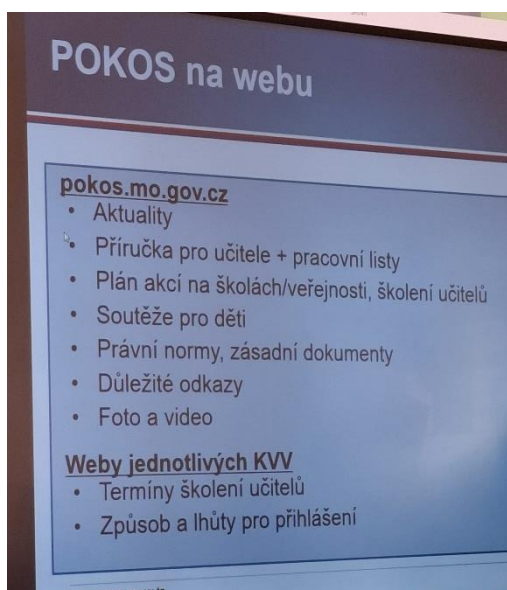 POKOS na webu
pokos.mo.gov.cz
• Aktuality
• Příručka pro učitele + pracovní listy
• Plán akcí na školách/veřejnosti, školení učitelů
• Soutěže pro děti
• Právní normy, zásadní dokumenty
• Důležité odkazy
• Foto a video
Weby jednotlivých KVV
• Termíny školení učitelů
• Způsob a lhůty pro přihlášení